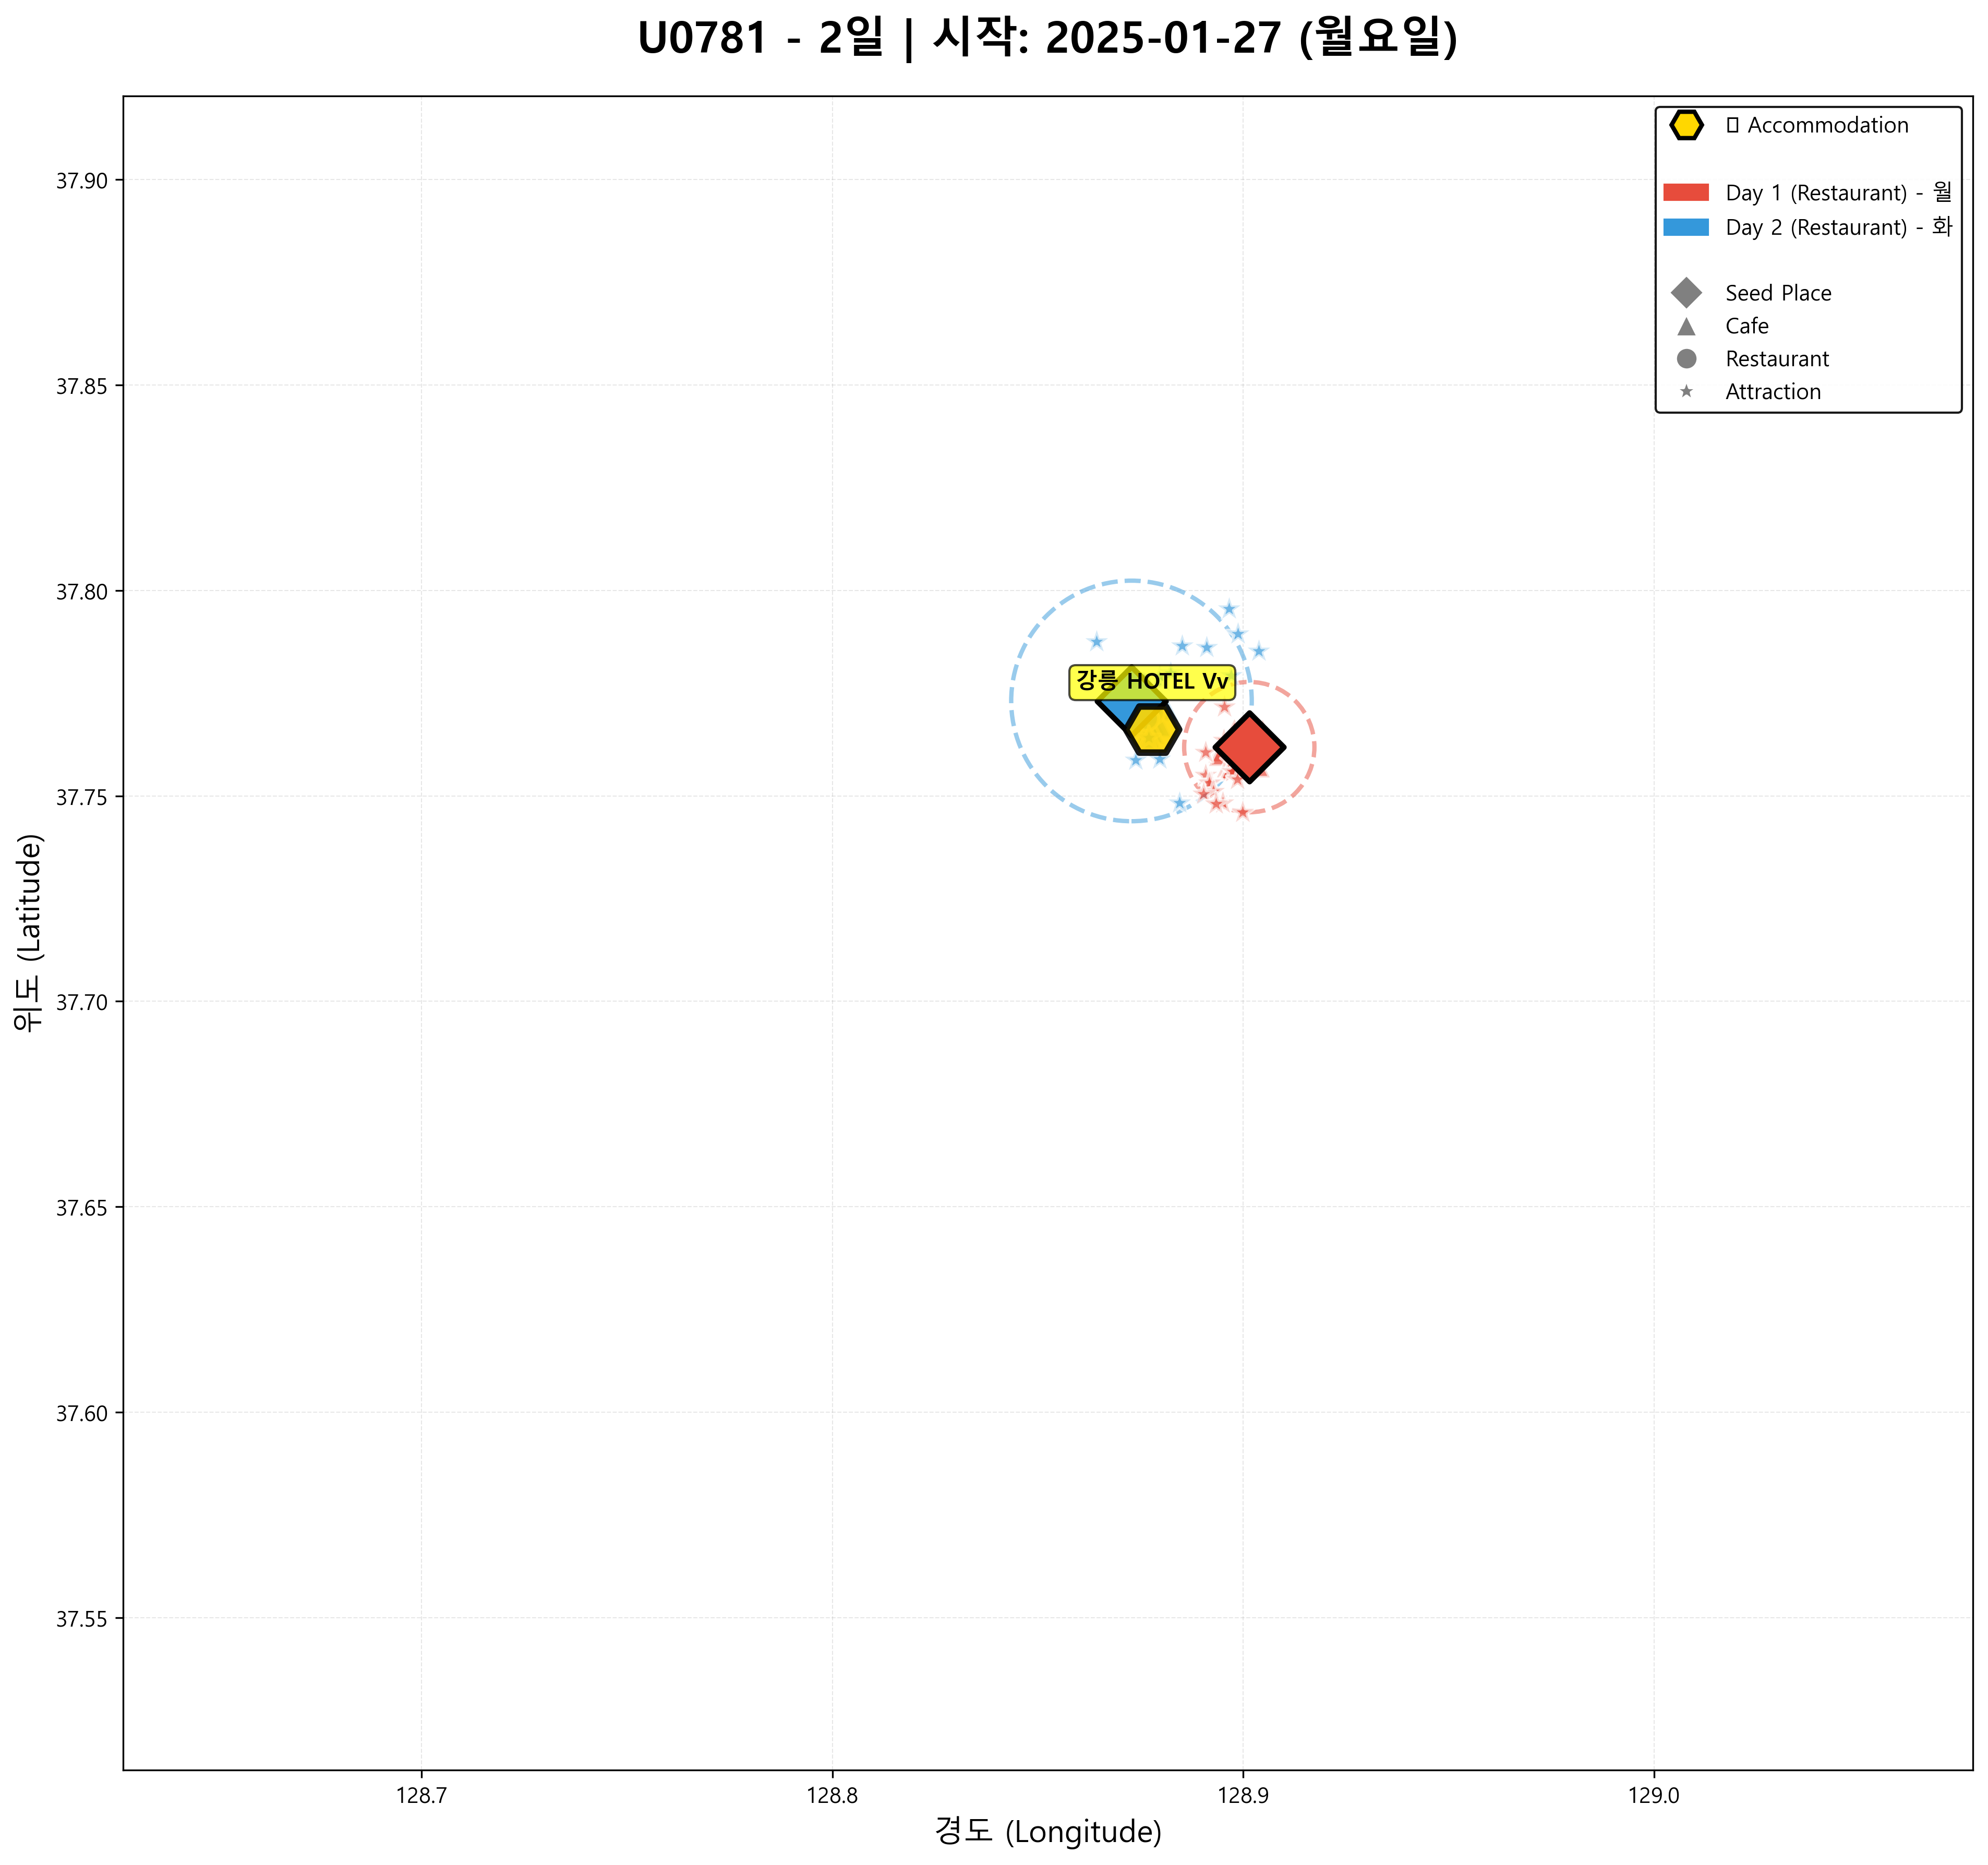 U0781 - 2일 | 시작: 2025-01-27 (월요일)
Accommodation
Day 1 (Restaurant) - 월
Day 2 (Restaurant) - 화
Seed Place
Cafe
Restaurant
Attraction
강릉 HOTEL Vv
위도 (Latitude)
37.90
37.85
37.80
37.75
37.70
37.65
37.60
37.55
128.7
128.8
128.9
129.0
경도 (Longitude)